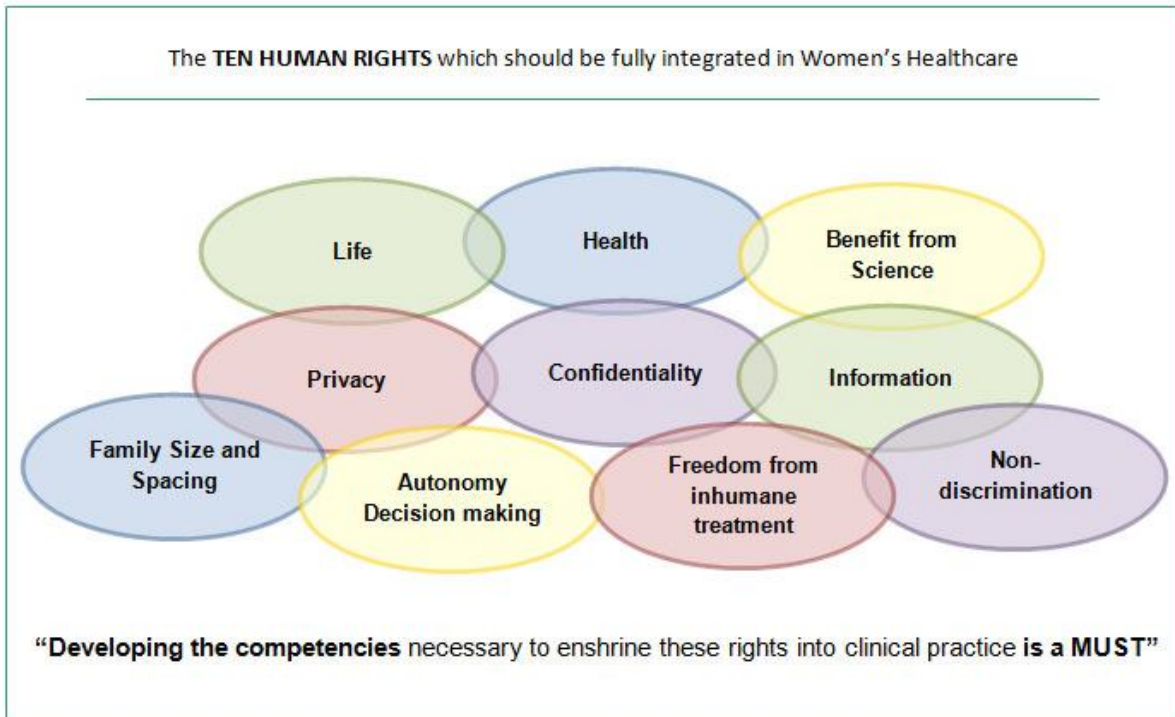 The TEN HUMAN RIGHTS which should be fully integrated in Women’s Healthcare
Life
Health
Benefit from
Science
Privacy
Confidentiality
Information
Family Size and
Spacing
Autonomy
Decision making
Freedom from
inhumane
treatment
Non-
discrimination
“Developing the competencies necessary to enshrine these rights into clinical practice is a MUST”